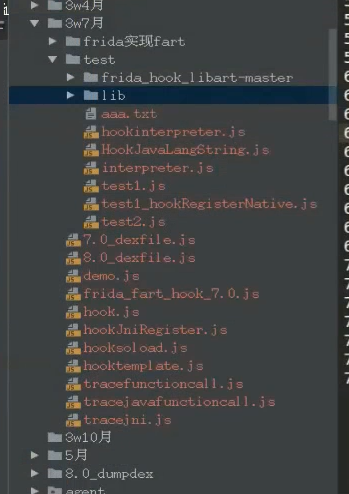 3w4月
3w7月
frida实现fart
test
frida_hook_libart-master
lib
aaa.txt
hookinterpreter.js
HookJavaLangString.js
interpreter.js
test1.js
test1_hookRegisterNative.js
test2.js
7.0_dexfile.js
8.0_dexfile.js
demo.js
frida_fart_hook_7.0.js
hook.js
hookJniRegister.js
hooksoload.js
hooktemplate.js
tracefunctioncall.js
tracejavafunctioncall.js
tracejni.js
3w10月
5月
8.0_dumpdex
agent